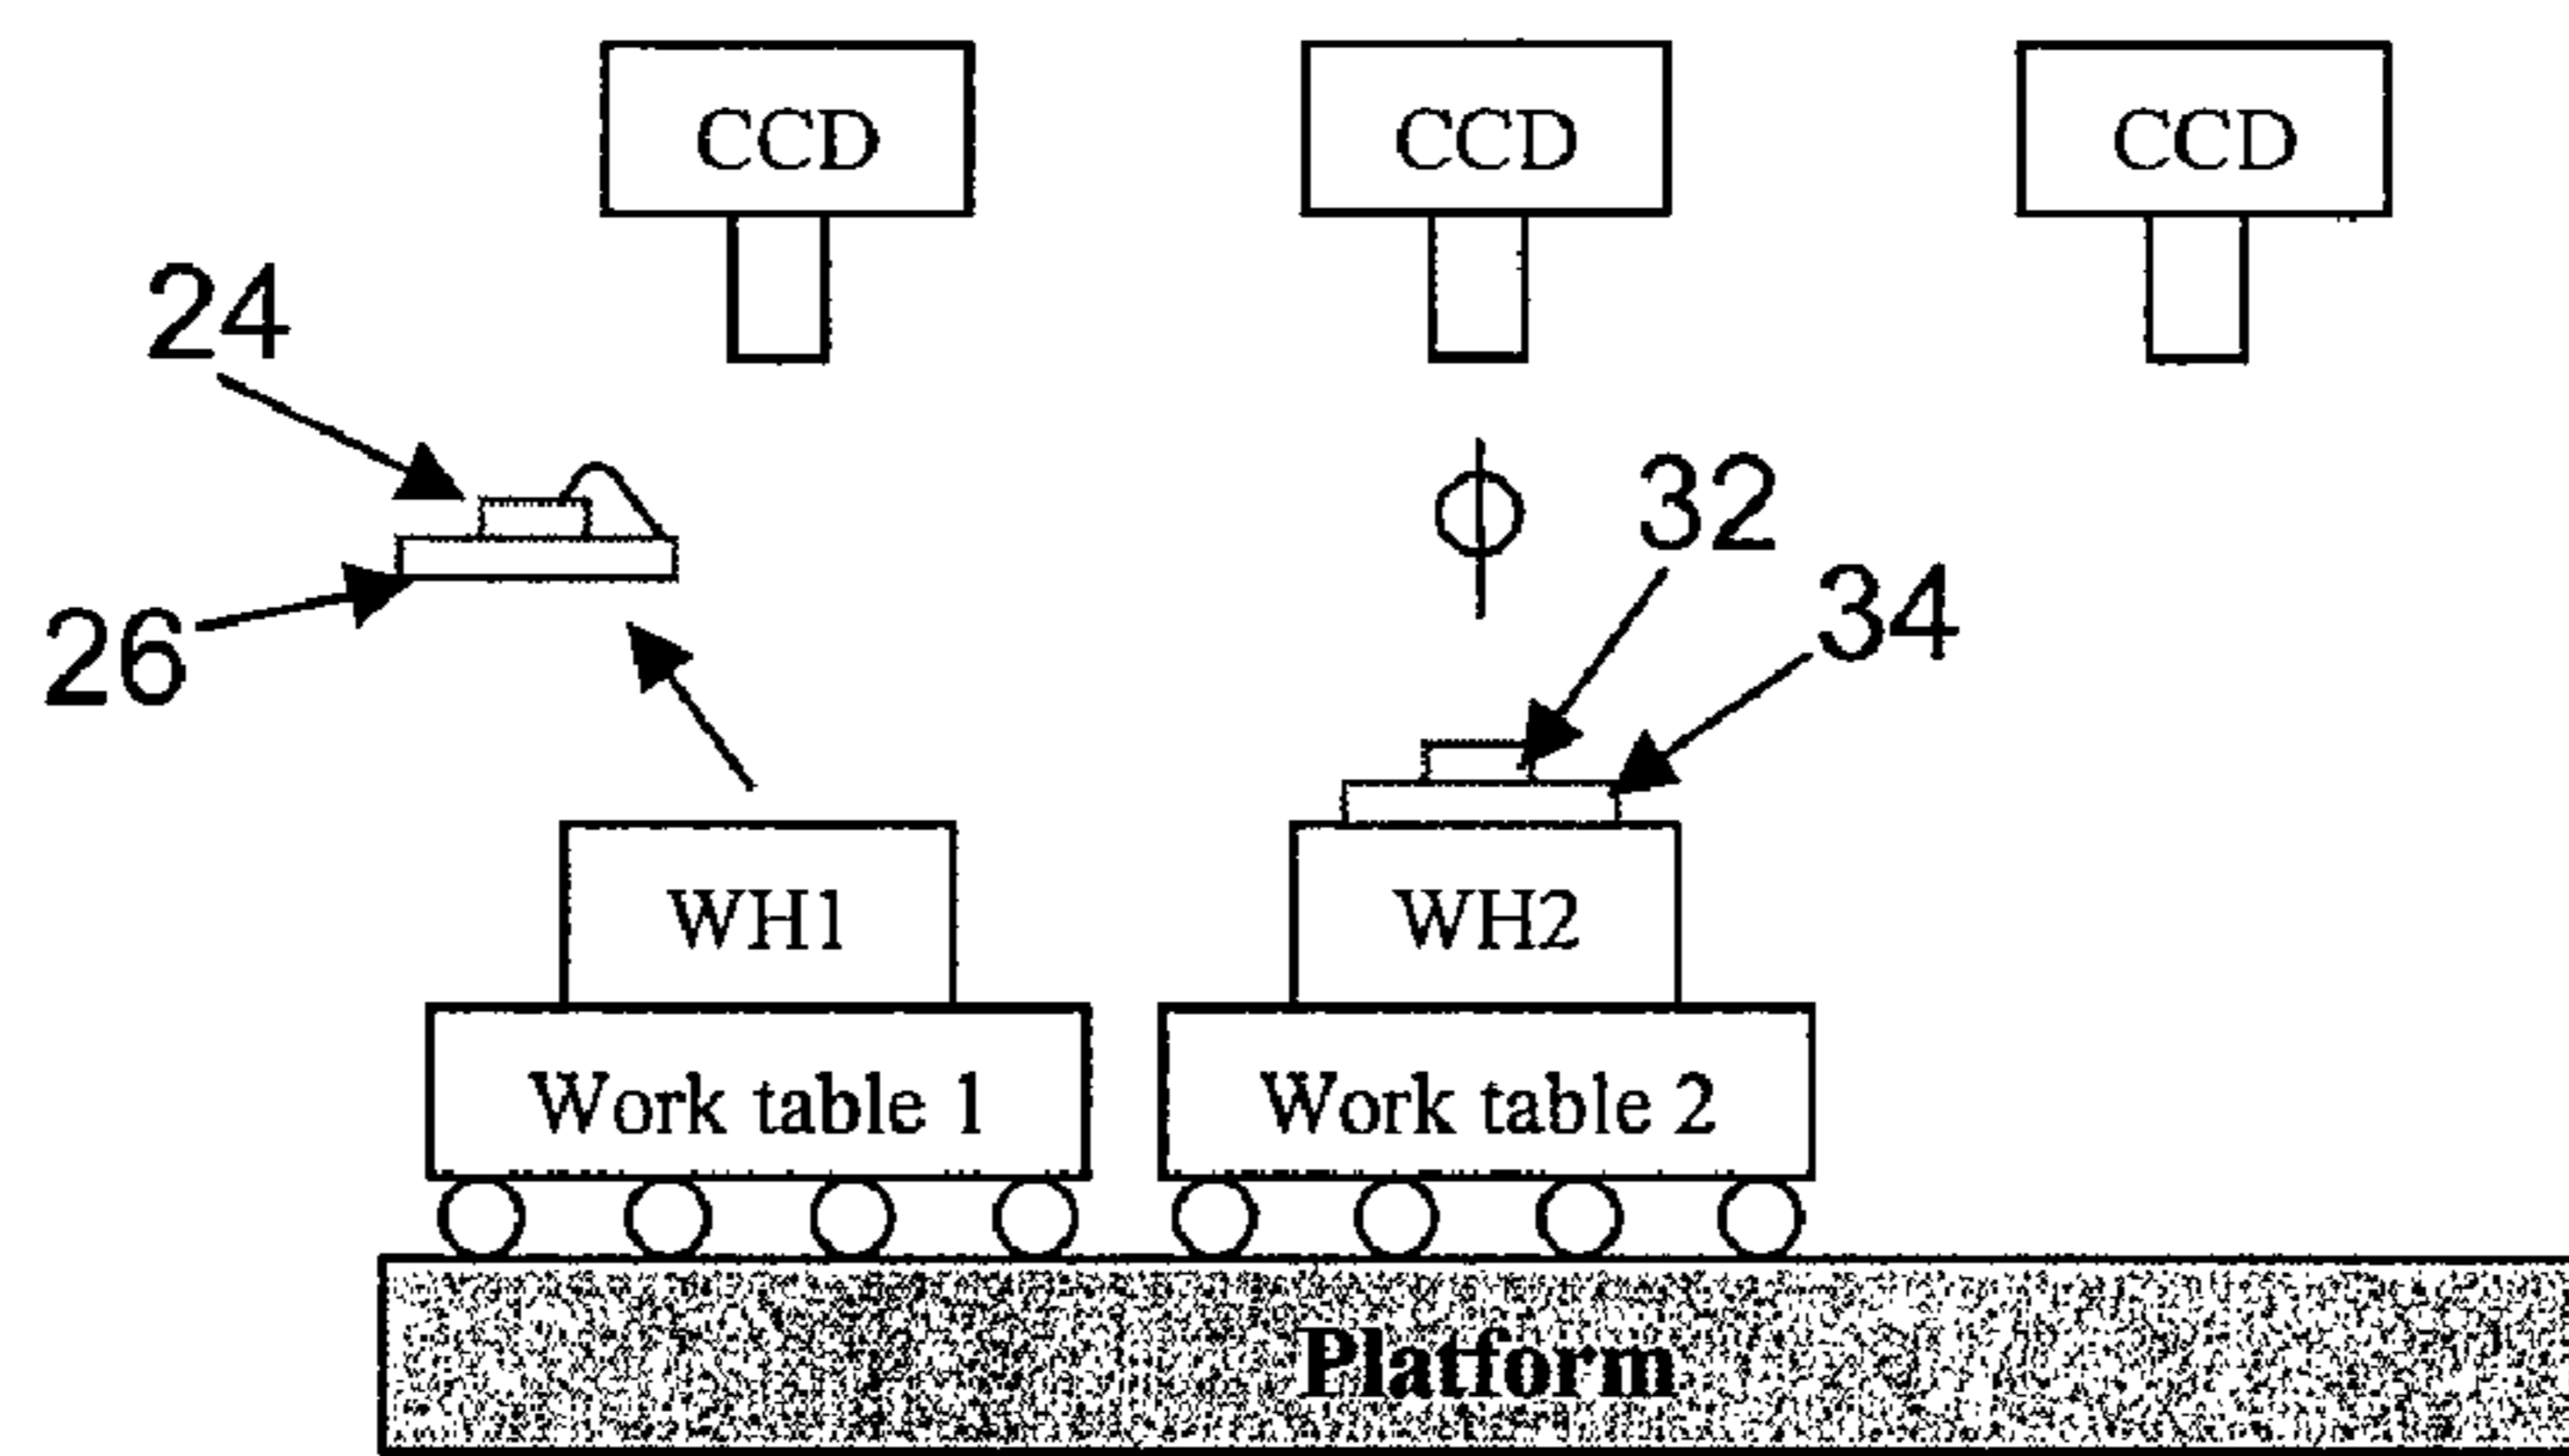 CCD CCD CCD
24
32
34
26
WH1 WH2
Work table 1 Work table 2
Platform